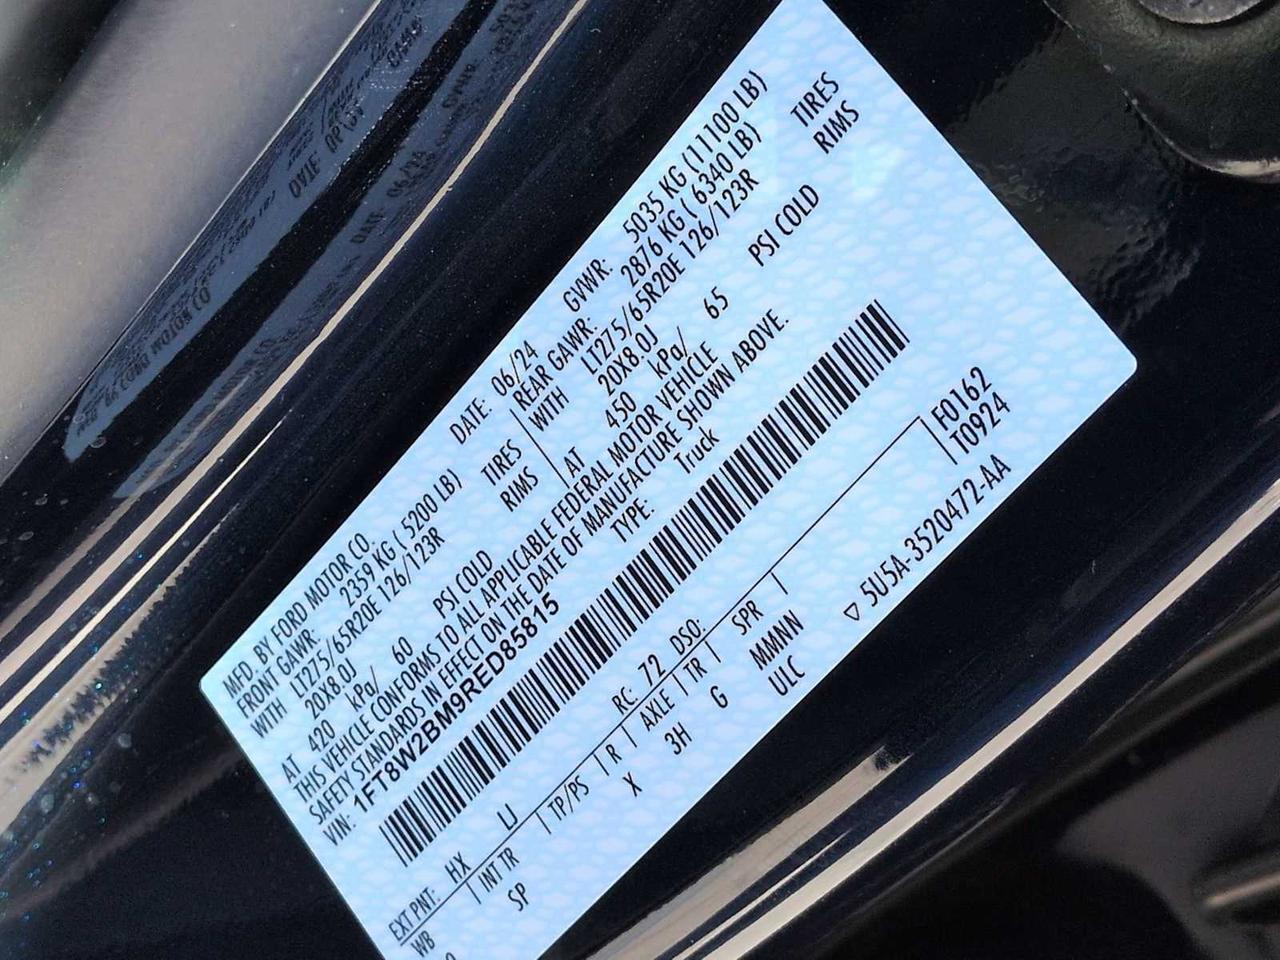 MFD. BY FORD MOTOR CO.
DATE: 06/24 GVWR: 5035 KG (11100 LB)
FRONT GAWR: 2359 KG ( 5200 LB) REAR GAWR: 2876 KG ( 6340 LB)
WITH LT275/65R20E 126/123R TIRES WITH LT275/65R20E 126/123R TIRES
20X8.0J RIMS 20X8.0J RIMS
AT 420 kPa/ 60 PSI COLD AT 450 kPa/ 65 PSI COLD
THIS VEHICLE CONFORMS TO ALL APPLICABLE FEDERAL MOTOR VEHICLE
SAFETY STANDARDS IN EFFECT ON THE DATE OF MANUFACTURE SHOWN ABOVE.
VIN: 1FT8W2BM9RED85815 TYPE: Truck
F0162
T0924
EXT PNT: HX LJ RC: 72 DSO:
WB INT TR TP/PS R AXLE TR SPR
SP X 3H G MMNN
ULC
▽ 5U5A-3520472-AA